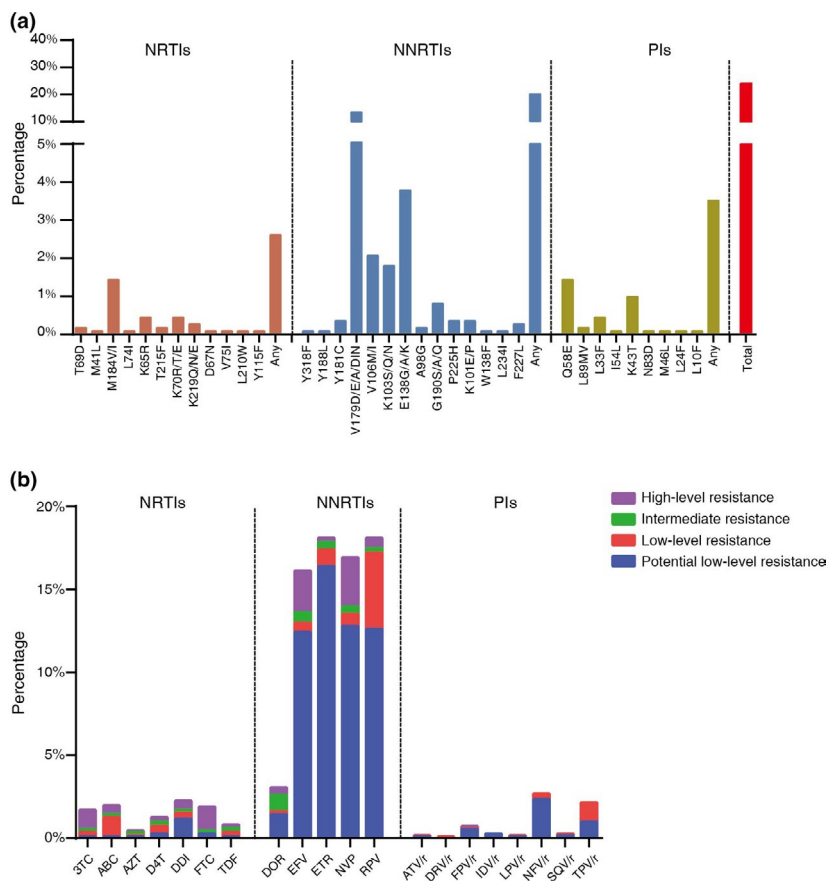 (a)
NRTIs NNRTIs PIs
40%
30%
20%
10%
5%
4%
3%
2%
1%
0%
Percentage
T69D M41L M184V/I L74I K65R T215F K70R/T/E K219Q/N/E D67N V75I L210W Y115F Any Y318F Y188L Y181C V179D/E/A/DIN V106M/I K103S/Q/N E138G/A/K A98G G190S/A/Q P225H K101E/P W138F L234I F227L Any Q58E L89MV L33F I54L K43T N83D M46L L24F L10F Any Total
(b)
NRTIs NNRTIs PIs
20%
15%
10%
5%
0%
Percentage
3TC ABC AZT D4T DDI FTC TDF DOR EFV ETR NVP RPV ATV/r DRV/r FPV/r IDV/r LPV/r NFV/r SQV/r TPV/r
High-level resistance
Intermediate resistance
Low-level resistance
Potential low-level resistance